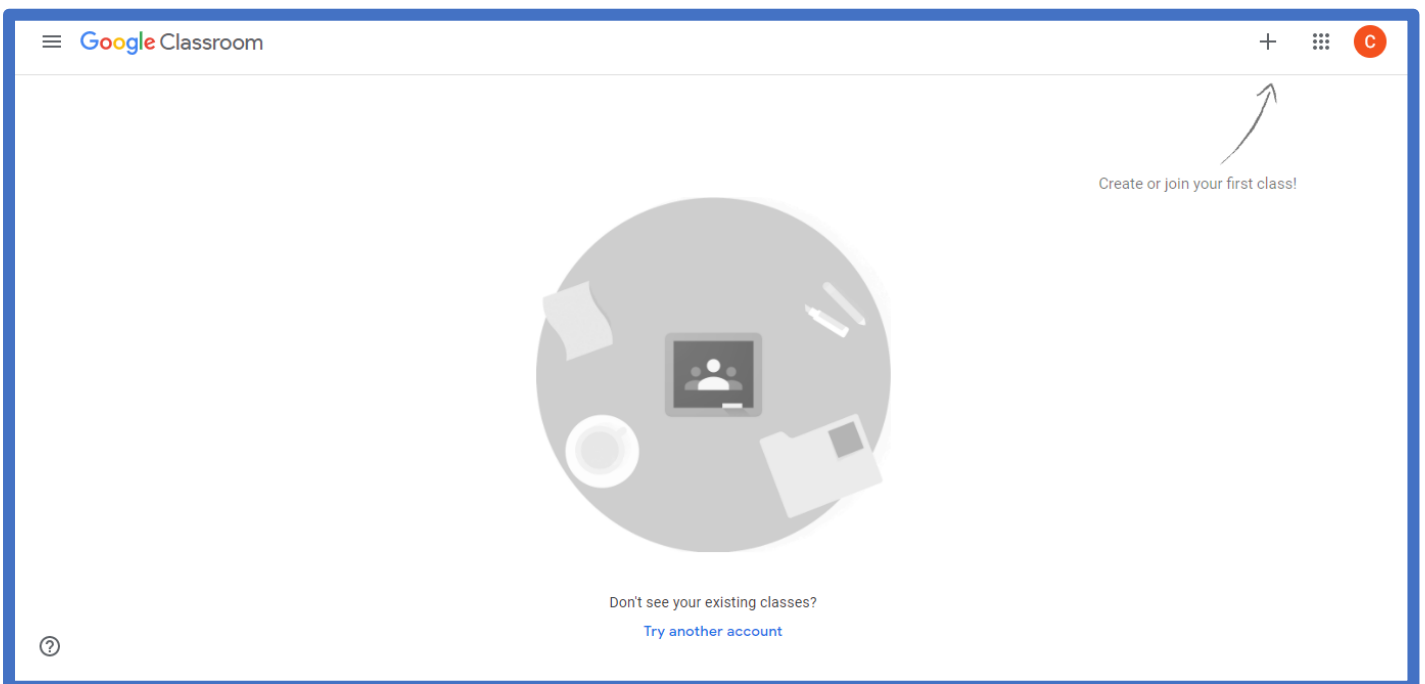 Google Classroom
C
Create or join your first class!
Don't see your existing classes?
Try another account